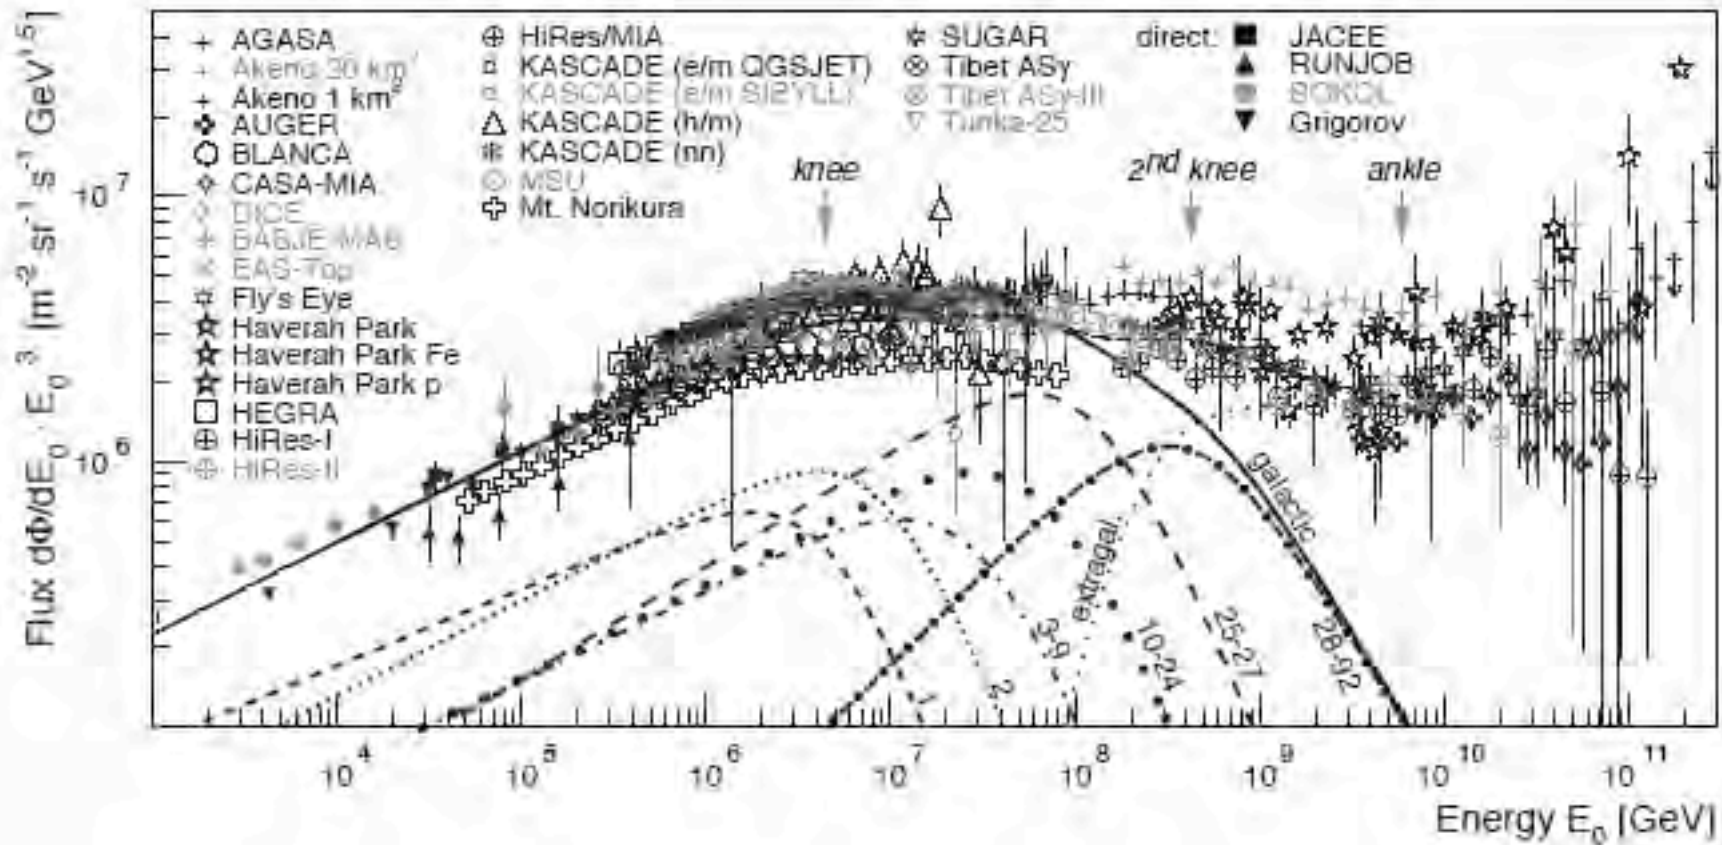 Flux dΦ/dE₀ · E₀³ [m⁻² sr⁻¹ s⁻¹ GeV¹·⁵]
10⁷
10⁶
AGASA
Akeno 20 km²
Akeno 1 km²
AUGER
BLANCA
CASA-MIA
DICE
BASJE-MAS
EAS-Top
Fly's Eye
Haverah Park
Haverah Park Fe
Haverah Park p
HEGRA
HiRes-I
HiRes-II
HiRes/MIA
KASCADE (e/m QGSJET)
KASCADE (e/m SIBYLL)
KASCADE (h/m)
KASCADE (nn)
MSU
Mt. Norikura
SUGAR
Tibet ASγ
Tibet ASγ-III
Tunka-25
direct:
JACEE
RUNJOB
SOKOL
Grigorov
knee
2nd knee
ankle
galactic
extragal.
1
2
3-9
10-24
25-27
28-92
10⁴
10⁵
10⁶
10⁷
10⁸
10⁹
10¹⁰
10¹¹
Energy E₀ [GeV]